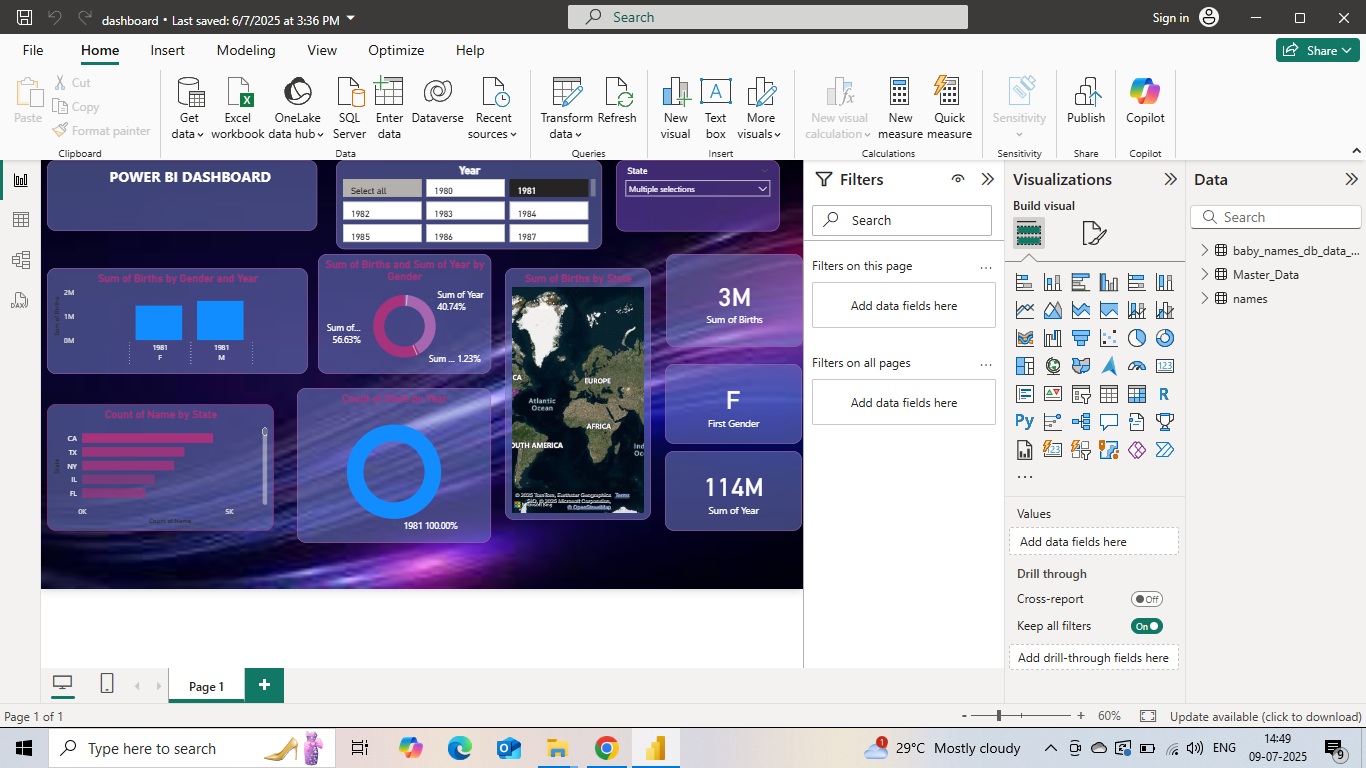 dashboard • Last saved: 6/7/2025 at 3:36 PM
Search
Sign in
File
Home
Insert
Modeling
View
Optimize
Help
Share
Paste
Cut
Copy
Format painter
Clipboard
Get data
Excel workbook
OneLake data hub
SQL Server
Enter data
Dataverse
Recent sources
Data
Transform data
Refresh
Queries
New visual
Text box
More visuals
Insert
New visual calculation
New measure
Quick measure
Calculations
Sensitivity
Sensitivity
Publish
Share
Copilot
Copilot
POWER BI DASHBOARD
Year
Select all
1980
1981
1982
1983
1984
1985
1986
1987
State
Multiple selections
Sum of Births by Gender and Year
2M
1M
0M
1981
F
1981
M
Sum of Births and Sum of Year by
Gender
Sum of Year
40.74%
Sum of...
56.63%
Sum ... 1.23%
Sum of Births by State
CA
EUROPE
Atlantic
Ocean
AFRICA
OUTH AMERICA
Ind
Oc
© 2025 TomTom, Earthstar Geographics
Terms
© OpenStreetMap
3M
Sum of Births
F
First Gender
114M
Sum of Year
Count of Name by State
CA
TX
NY
IL
FL
0K
5K
Count of Name
1981 100.00%
Filters
Search
Filters on this page
...
Add data fields here
Filters on all pages
...
Add data fields here
Visualizations
Build visual
R
Py
123
...
Values
Add data fields here
Drill through
Cross-report
Off
Keep all filters
On
Add drill-through fields here
Data
Search
baby_names_db_data_...
Master_Data
names
DAX
Page 1
Page 1 of 1
60%
Update available (click to download)
Type here to search
1
29°C Mostly cloudy
ENG
14:49
09-07-2025
9